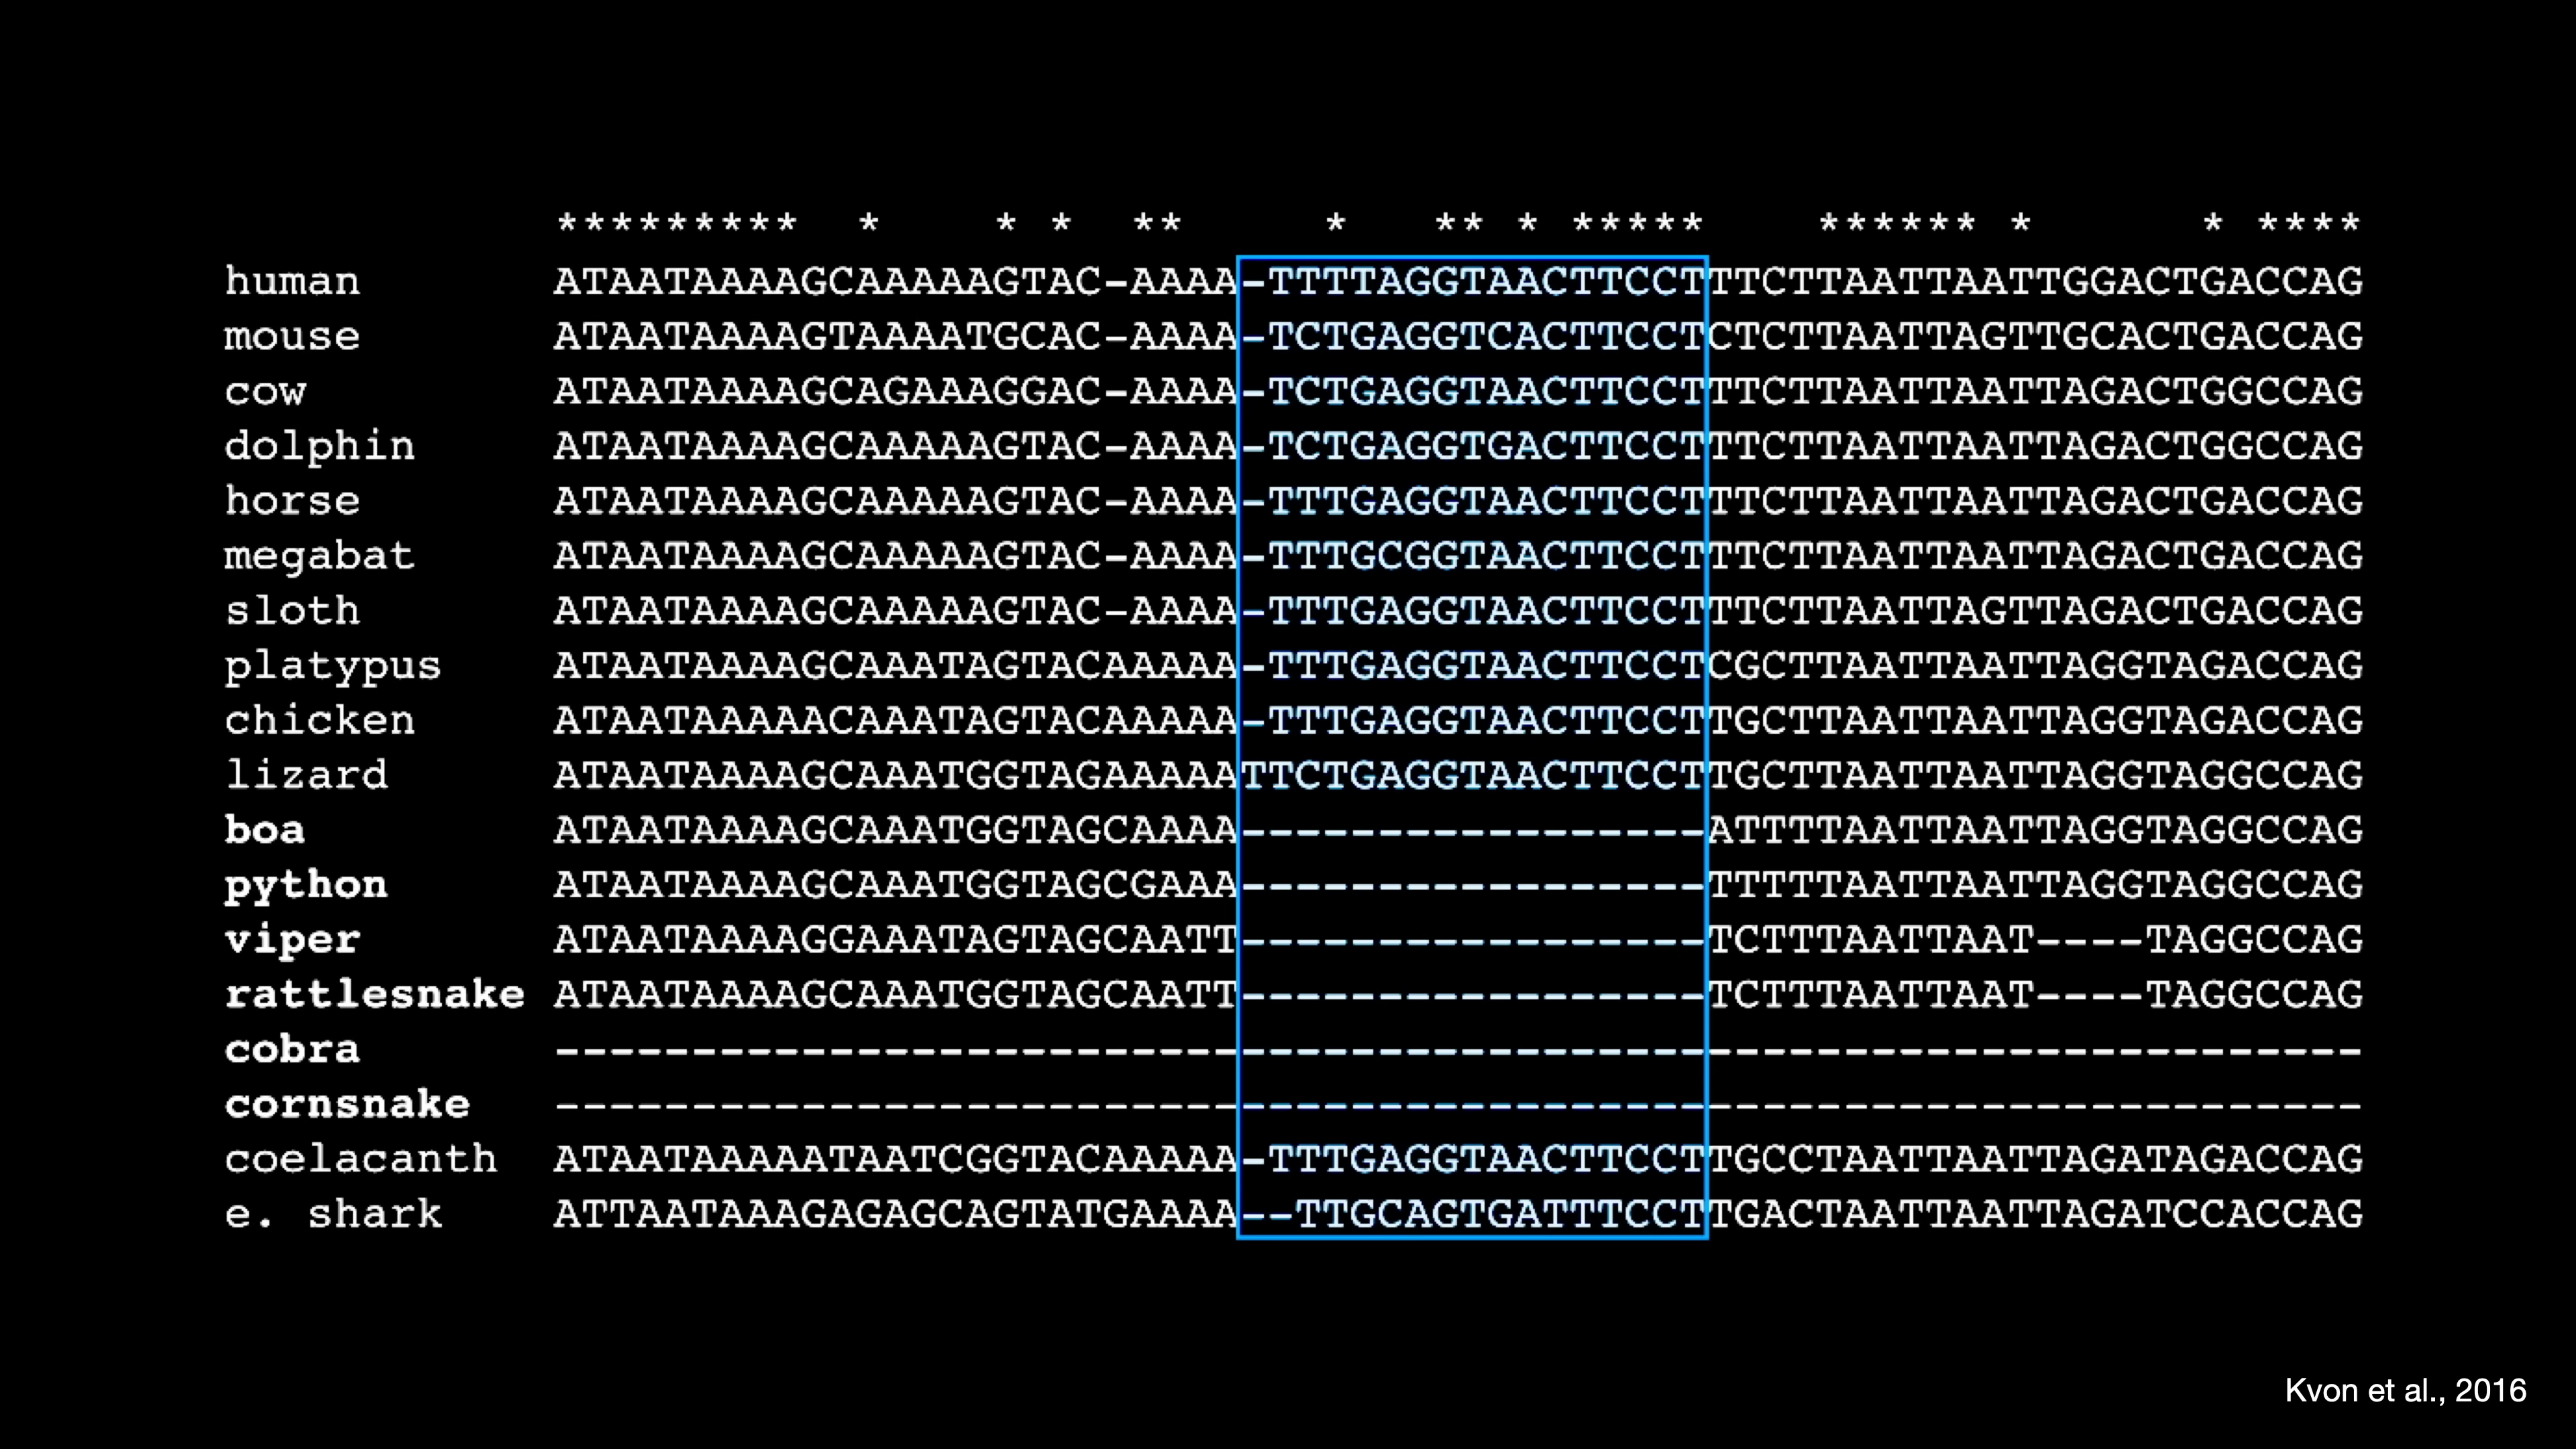 ********* * * * ** * ** * ***** ****** * * ****
human ATAATAAAAGCAAAAAGTAC-AAAA-TTTTAGGTAACTTCCTTTCTTAATTAATTGGACTGACCAG
mouse ATAATAAAAGTAAAATGCAC-AAAA-TCTGAGGTCACTTCCTCTCTTAATTAGTTGCACTGACCAG
cow ATAATAAAAGCAGAAAGGAC-AAAA-TCTGAGGTAACTTCCTTTCTTAATTAATTAGACTGGCCAG
dolphin ATAATAAAAGCAAAAAGTAC-AAAA-TCTGAGGTGACTTCCTTTCTTAATTAATTAGACTGGCCAG
horse ATAATAAAAGCAAAAAGTAC-AAAA-TTTGAGGTAACTTCCTTTCTTAATTAATTAGACTGACCAG
megabat ATAATAAAAGCAAAAAGTAC-AAAA-TTTGCGGTAACTTCCTTTCTTAATTAATTAGACTGACCAG
sloth ATAATAAAAGCAAAAAGTAC-AAAA-TTTGAGGTAACTTCCTTTCTTAATTAGTTAGACTGACCAG
platypus ATAATAAAAGCAAATAGTACAAAAA-TTTGAGGTAACTTCCTCGCTTAATTAATTAGGTAGACCAG
chicken ATAATAAAAACAAATAGTACAAAAA-TTTGAGGTAACTTCCTTGCTTAATTAATTAGGTAGACCAG
lizard ATAATAAAAGCAAATGGTAGAAAAATTCTGAGGTAACTTCCTTGCTTAATTAATTAGGTAGGCCAG
boa ATAATAAAAGCAAATGGTAGCAAAA-----------------ATTTTAATTAATTAGGTAGGCCAG
python ATAATAAAAGCAAATGGTAGCGAAA-----------------TTTTTAATTAATTAGGTAGGCCAG
viper ATAATAAAAGGAAATAGTAGCAATT-----------------TCTTTAATTAAT----TAGGCCAG
rattlesnake ATAATAAAAGCAAATGGTAGCAATT-----------------TCTTTAATTAAT----TAGGCCAG
cobra ------------------------------------------------------------------
cornsnake ------------------------------------------------------------------
coelacanth ATAATAAAAATAATCGGTACAAAAA-TTTGAGGTAACTTCCTTGCCTAATTAATTAGATAGACCAG
e. shark ATTAATAAAGAGAGCAGTATGAAAA--TTGCAGTGATTTCCTTGACTAATTAATTAGATCCACCAG
Kvon et al., 2016